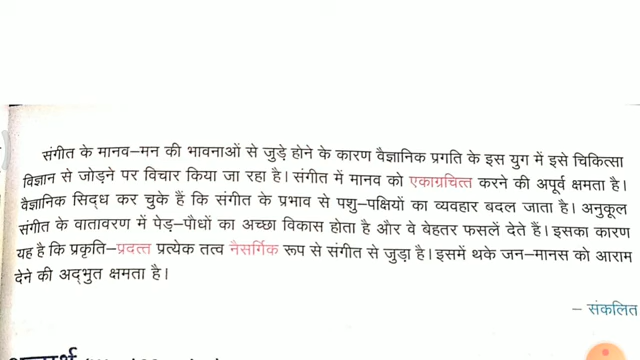 संगीत के मानव–मन की भावनाओं से जुड़े होने के कारण वैज्ञानिक प्रगति के इस युग में इसे चिकित्सा
विज्ञान से जोड़ने पर विचार किया जा रहा है। संगीत में मानव को एकाग्रचित्त करने की अपूर्व क्षमता है।
वैज्ञानिक सिद्ध कर चुके हैं कि संगीत के प्रभाव से पशु–पक्षियों का व्यवहार बदल जाता है। अनुकूल
संगीत के वातावरण में पेड़–पौधों का अच्छा विकास होता है और वे बेहतर फसलें देते हैं। इसका कारण
यह है कि प्रकृति–प्रदत्त प्रत्येक तत्व नैसर्गिक रूप से संगीत से जुड़ा है। इसमें थके जन–मानस को आराम
देने की अद्भुत क्षमता है।
– संकलित